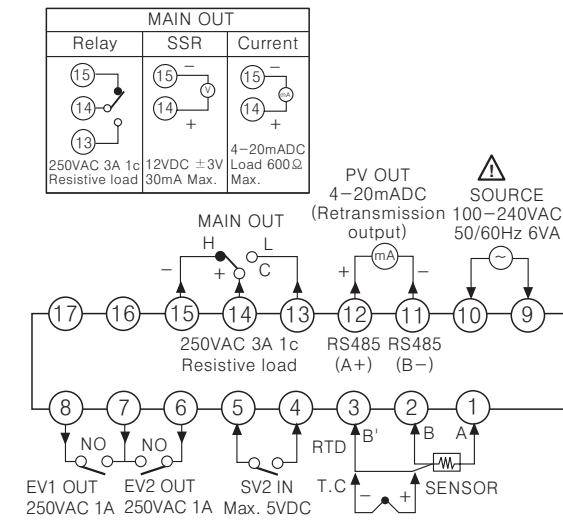 MAIN OUT
Relay SSR Current
15 15 − 15 −
14 14 V 14 mA
13 + +
250VAC 3A 1c
Resistive load
12VDC ±3V
30mA Max.
4−20mADC
Load 600Ω
Max.
PV OUT
4−20mADC
(Retransmission
output)
SOURCE
100−240VAC
50/60Hz 6VA
MAIN OUT
H L
− + C
+ mA −
~
17 16 15 14 13 12 11 10 9
250VAC 3A 1c
Resistive load
RS485
(A+)
RS485
(B−)
8 7 6 5 4 3 2 1
NO NO
RTD B' B A
EV1 OUT
250VAC 1A
EV2 OUT
250VAC 1A
SV2 IN
Max. 5VDC
T.C − +
SENSOR